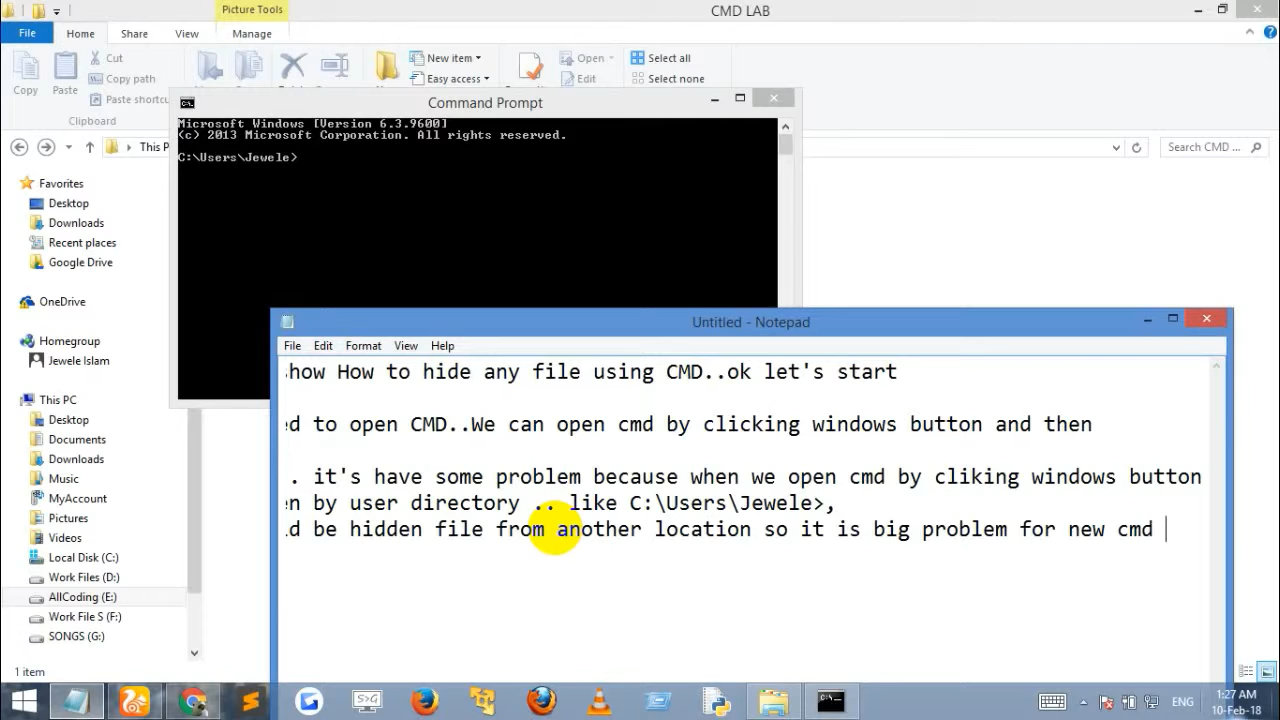 Picture Tools
CMD LAB
File
Home
Share
View
Manage
Copy
Paste
Cut
Copy path
Paste shortcu
Clipboard
New item
Easy access
Open
Edit
Select all
Select none
This P
Search CMD ...
Command Prompt
Microsoft Windows [Version 6.3.9600]
(c) 2013 Microsoft Corporation. All rights reserved.
C:\Users\Jewele>
Favorites
Desktop
Downloads
Recent places
Google Drive
OneDrive
Homegroup
Jewele Islam
This PC
Desktop
Documents
Downloads
Music
MyAccount
Pictures
Videos
Local Disk (C:)
Work Files (D:)
AllCoding (E:)
Work File S (F:)
SONGS (G:)
1 item
Untitled - Notepad
File Edit Format View Help
show How to hide any file using CMD..ok let's start
ed to open CMD..We can open cmd by clicking windows button and then
. it's have some problem because when we open cmd by cliking windows button
en by user directory .. like C:\Users\Jewele>,
ld be hidden file from another location so it is big problem for new cmd
ENG
1:27 AM
10-Feb-18